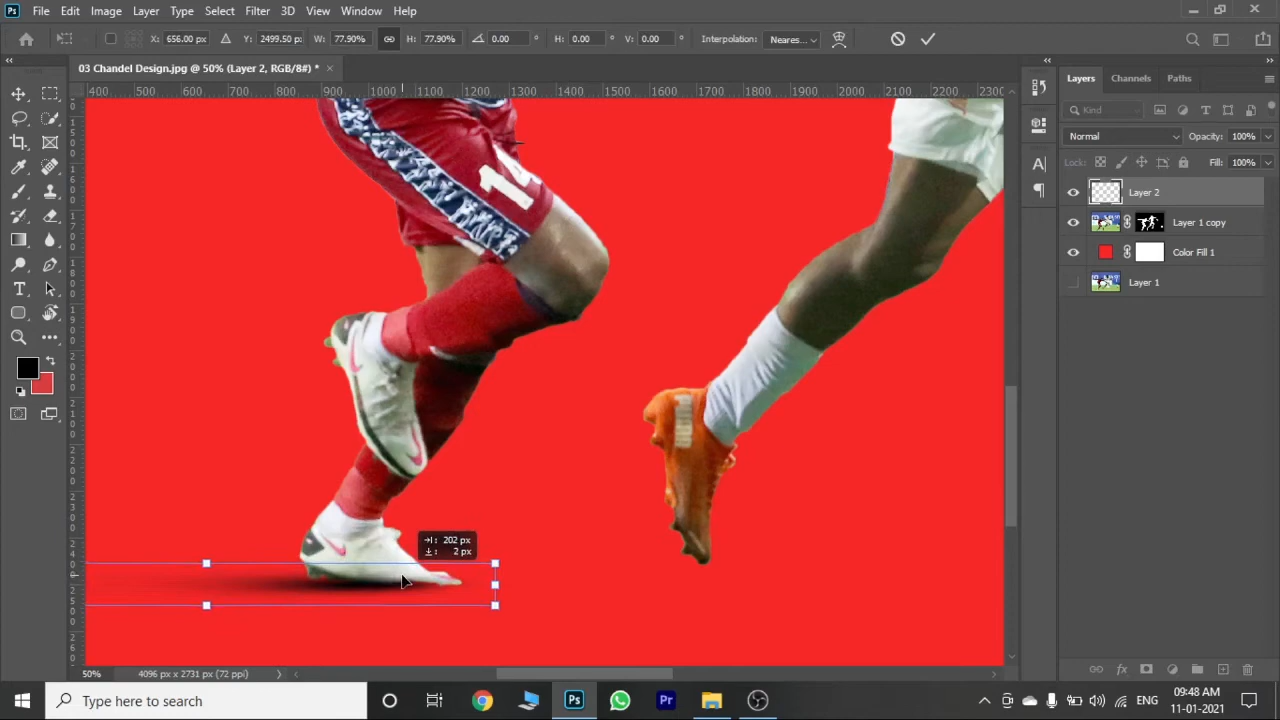 Ps File Edit Image Layer Type Select Filter 3D View Window Help
X: 656.00 px Y: 2499.50 p: W: 77.90% H: 77.90% 0.00 ° H: 0.00 ° V: 0.00 ° Interpolation: Neares...
03 Chandel Design.jpg @ 50% (Layer 2, RGB/8#) * ×
400 500 600 700 800 900 1000 1100 1200 1300 1400 1500 1600 1700 1800 1900 2000 2100 2200 2300
Layers Channels Paths
Kind
Normal Opacity: 100%
Lock: Fill: 100%
Layer 2
Layer 1 copy
Color Fill 1
Layer 1
: 202 px
: 2 px
50% 4096 px x 2731 px (72 ppi)
Type here to search Ps Pr ENG 09:48 AM
11-01-2021